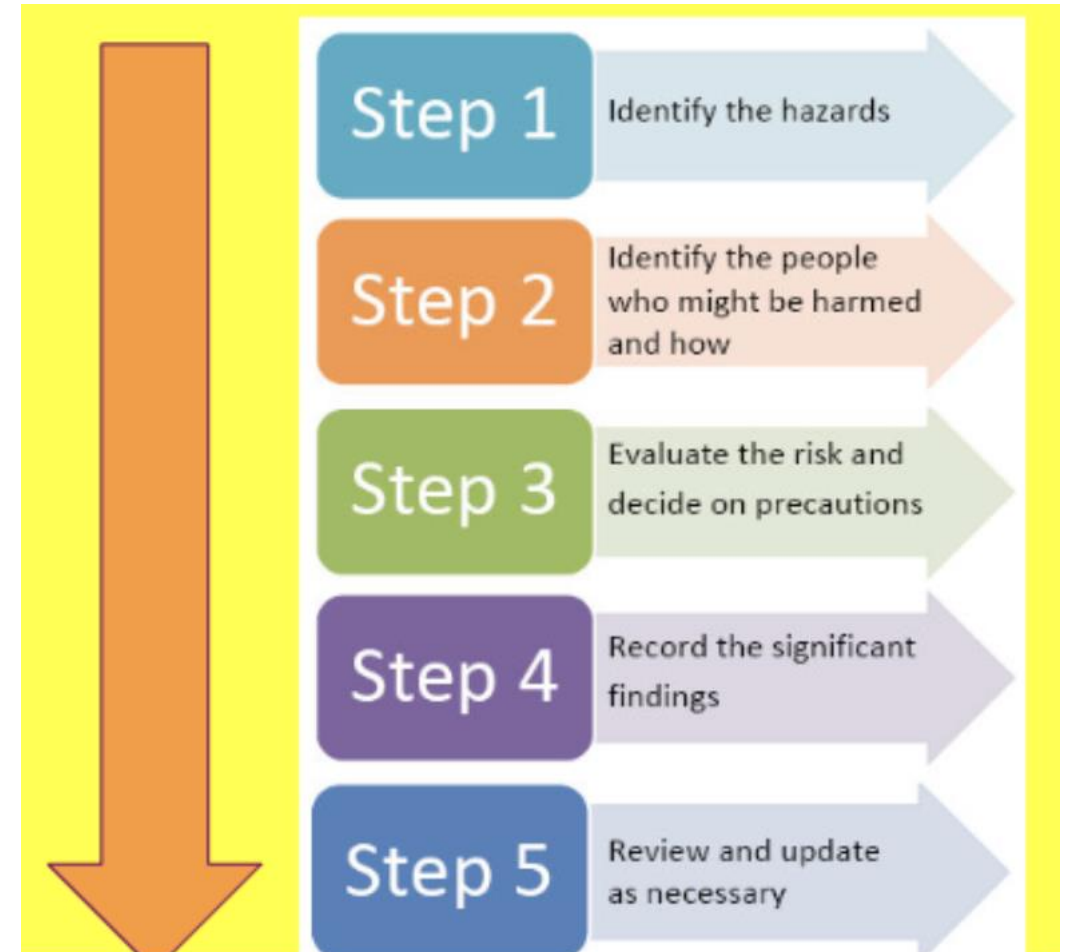 Step 1
Identify the hazards
Step 2
Identify the people
who might be harmed
and how
Step 3
Evaluate the risk and
decide on precautions
Step 4
Record the significant
findings
Step 5
Review and update
as necessary